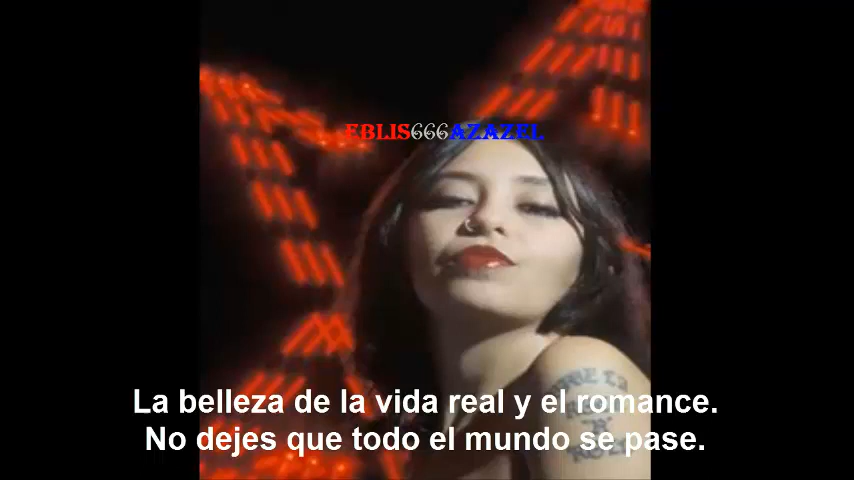 EBLIS666AZAZEL
La belleza de la vida real y el romance.
No dejes que todo el mundo se pase.